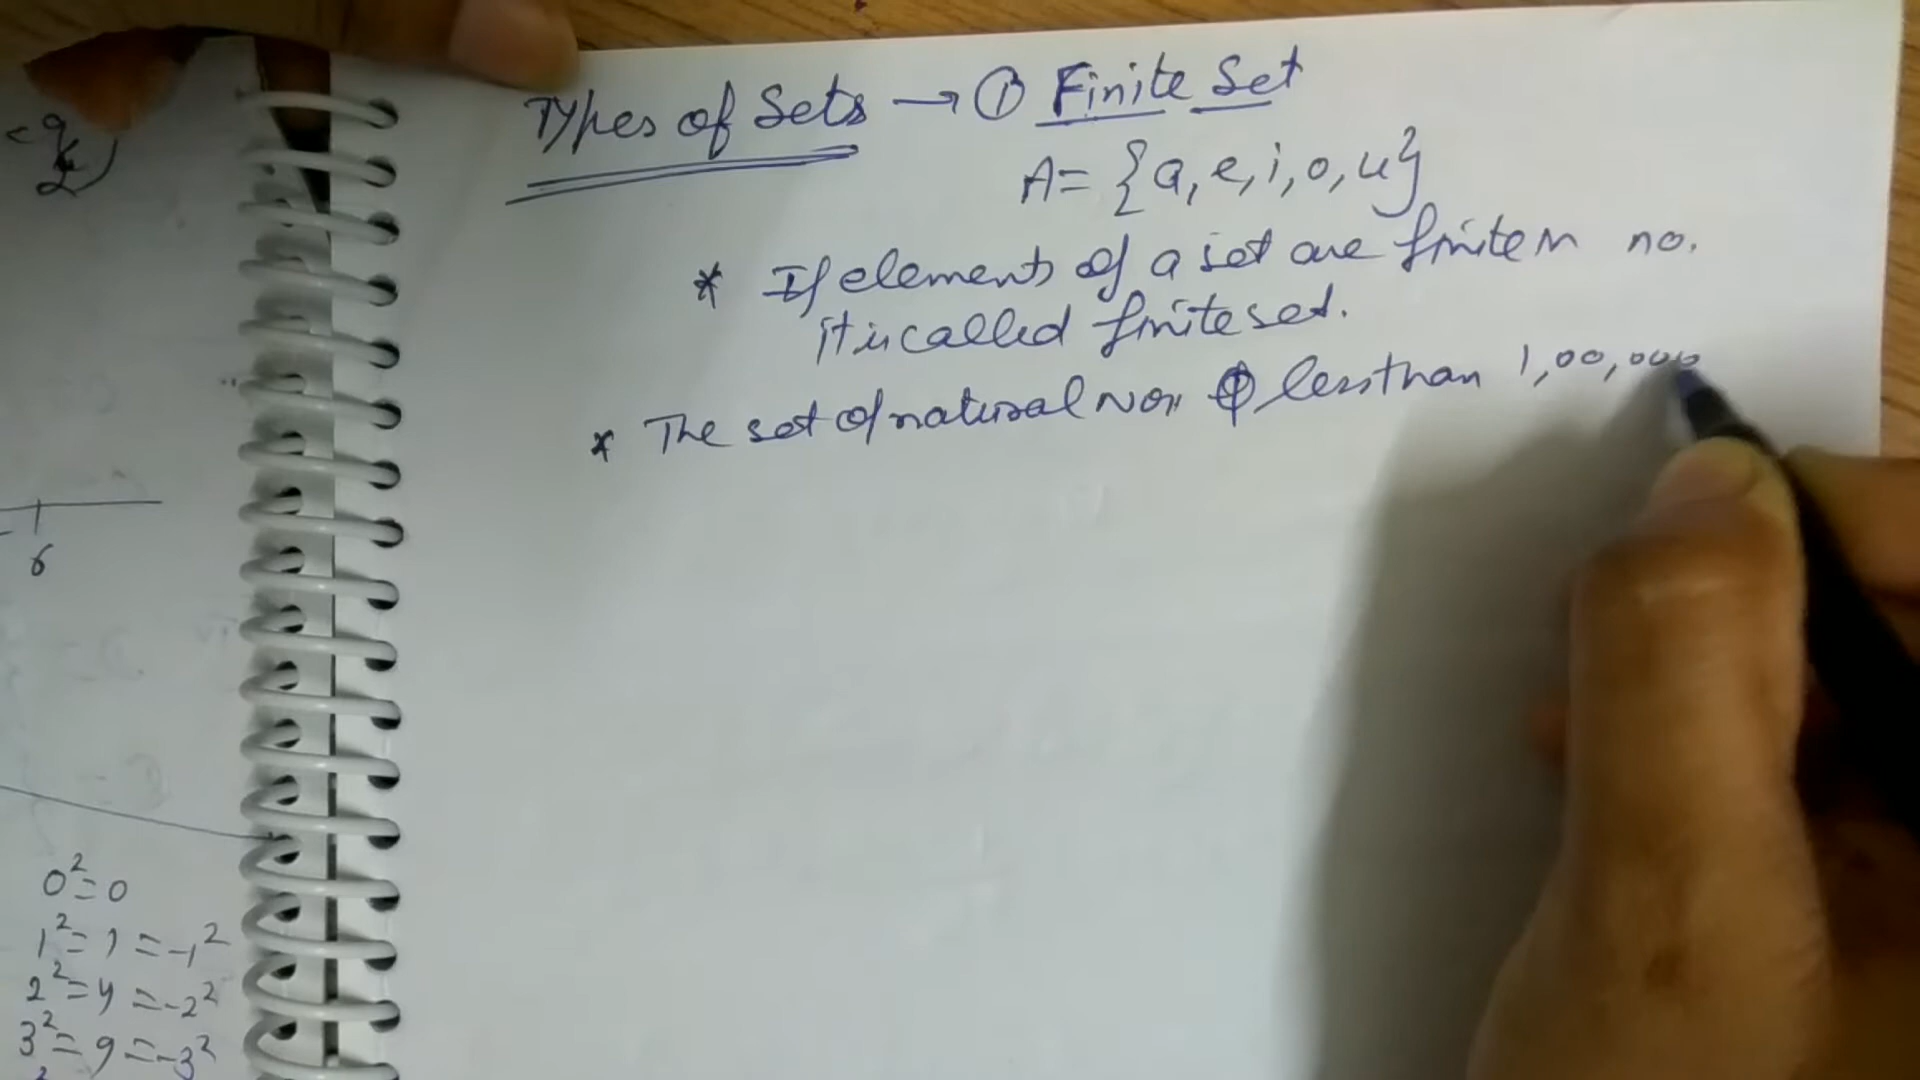 Types of Sets → ① Finite Set
A= {a, e, i, o, u}
* If elements of a set are finite in no.
it is called finite set.
* The set of natural Nos less than 1,00,000
6
0²=0
1²=1=-1²
2²=4=-2²
3²=9=-3²